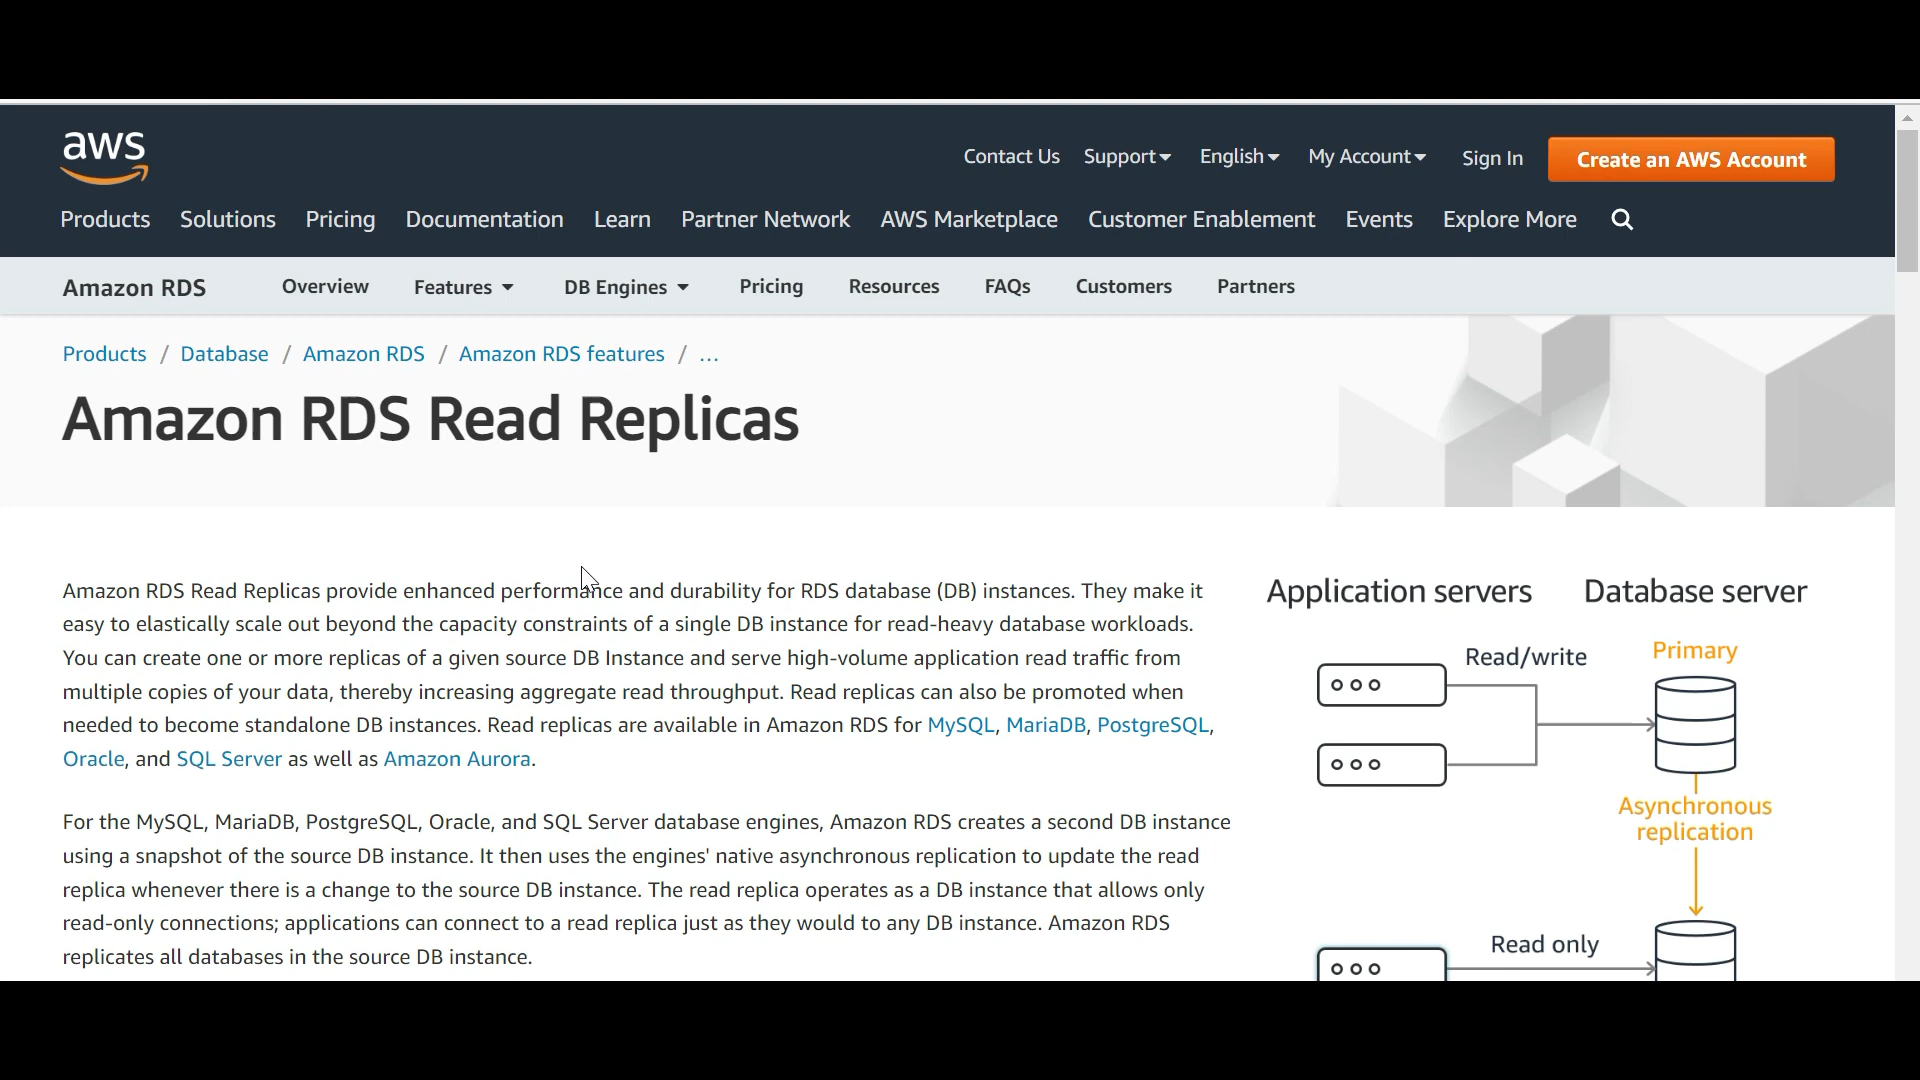 aws
Contact Us Support English My Account Sign In Create an AWS Account
Products Solutions Pricing Documentation Learn Partner Network AWS Marketplace Customer Enablement Events Explore More
Amazon RDS Overview Features DB Engines Pricing Resources FAQs Customers Partners
Products / Database / Amazon RDS / Amazon RDS features / ...
Amazon RDS Read Replicas
Amazon RDS Read Replicas provide enhanced performance and durability for RDS database (DB) instances. They make it
easy to elastically scale out beyond the capacity constraints of a single DB instance for read-heavy database workloads.
You can create one or more replicas of a given source DB Instance and serve high-volume application read traffic from
multiple copies of your data, thereby increasing aggregate read throughput. Read replicas can also be promoted when
needed to become standalone DB instances. Read replicas are available in Amazon RDS for MySQL, MariaDB, PostgreSQL,
Oracle, and SQL Server as well as Amazon Aurora.
For the MySQL, MariaDB, PostgreSQL, Oracle, and SQL Server database engines, Amazon RDS creates a second DB instance
using a snapshot of the source DB instance. It then uses the engines' native asynchronous replication to update the read
replica whenever there is a change to the source DB instance. The read replica operates as a DB instance that allows only
read-only connections; applications can connect to a read replica just as they would to any DB instance. Amazon RDS
replicates all databases in the source DB instance.
Application servers Database server
Read/write Primary
Asynchronous
replication
Read only